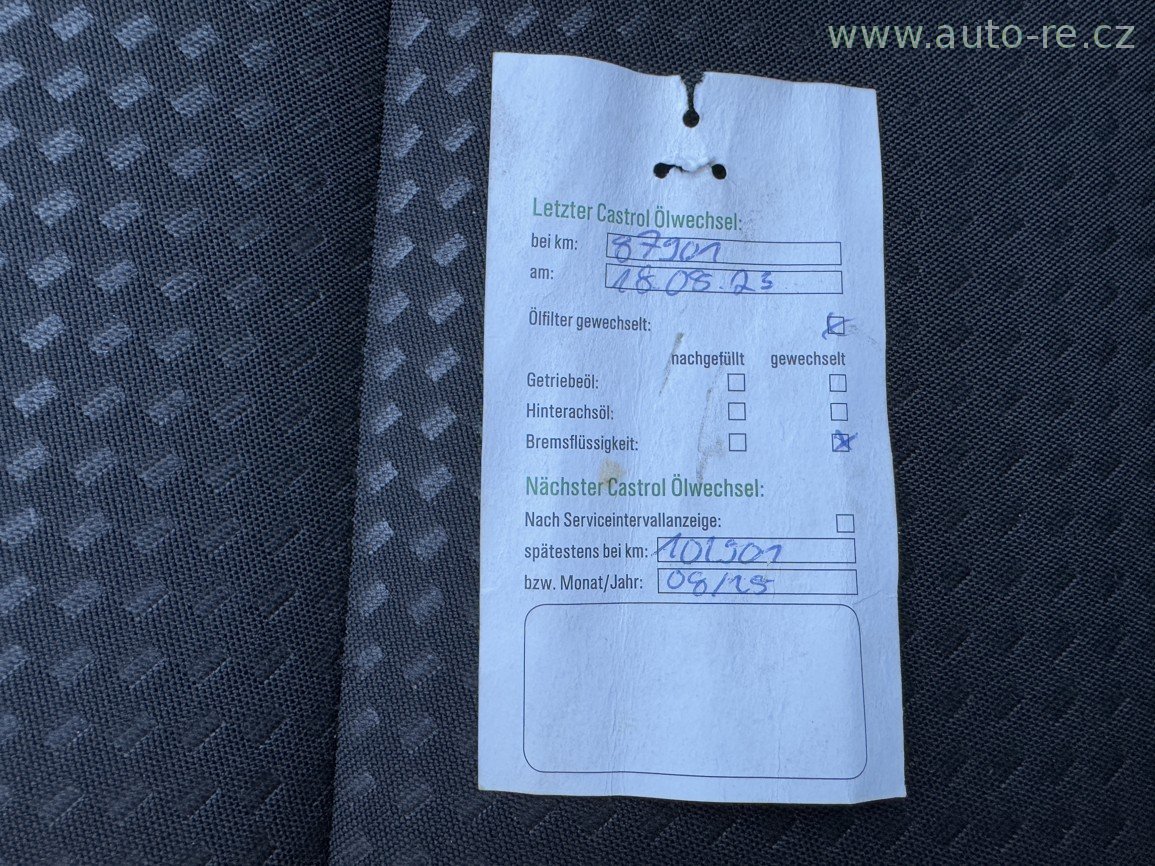 www.auto-re.cz
Letzter Castrol Ölwechsel:
bei km: 87901
am: 18.08.23
Ölfilter gewechselt:
nachgefüllt gewechselt
Getriebeöl:
Hinterachsöl:
Bremsflüssigkeit:
Nächster Castrol Ölwechsel:
Nach Serviceintervallanzeige:
spätestens bei km:
bzw. Monat/Jahr: 08/25